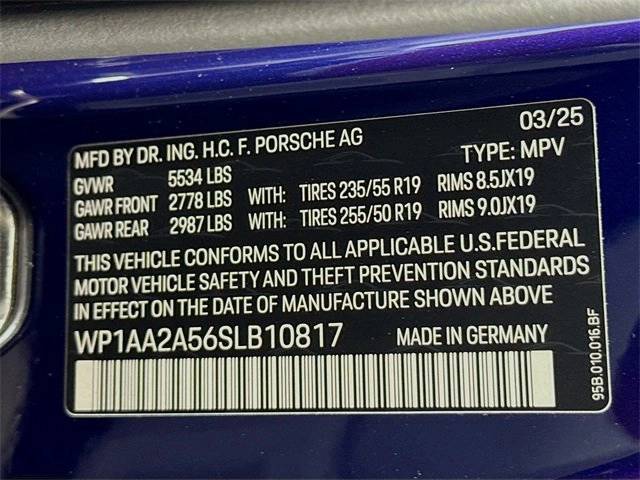 03/25
MFD BY DR. ING. H.C. F. PORSCHE AG
TYPE: MPV
GVWR 5534 LBS
GAWR FRONT 2778 LBS WITH: TIRES 235/55 R19 RIMS 8.5JX19
GAWR REAR 2987 LBS WITH: TIRES 255/50 R19 RIMS 9.0JX19
THIS VEHICLE CONFORMS TO ALL APPLICABLE U.S.FEDERAL
MOTOR VEHICLE SAFETY AND THEFT PREVENTION STANDARDS
IN EFFECT ON THE DATE OF MANUFACTURE SHOWN ABOVE
WP1AA2A56SLB10817
95B.010.016.BF